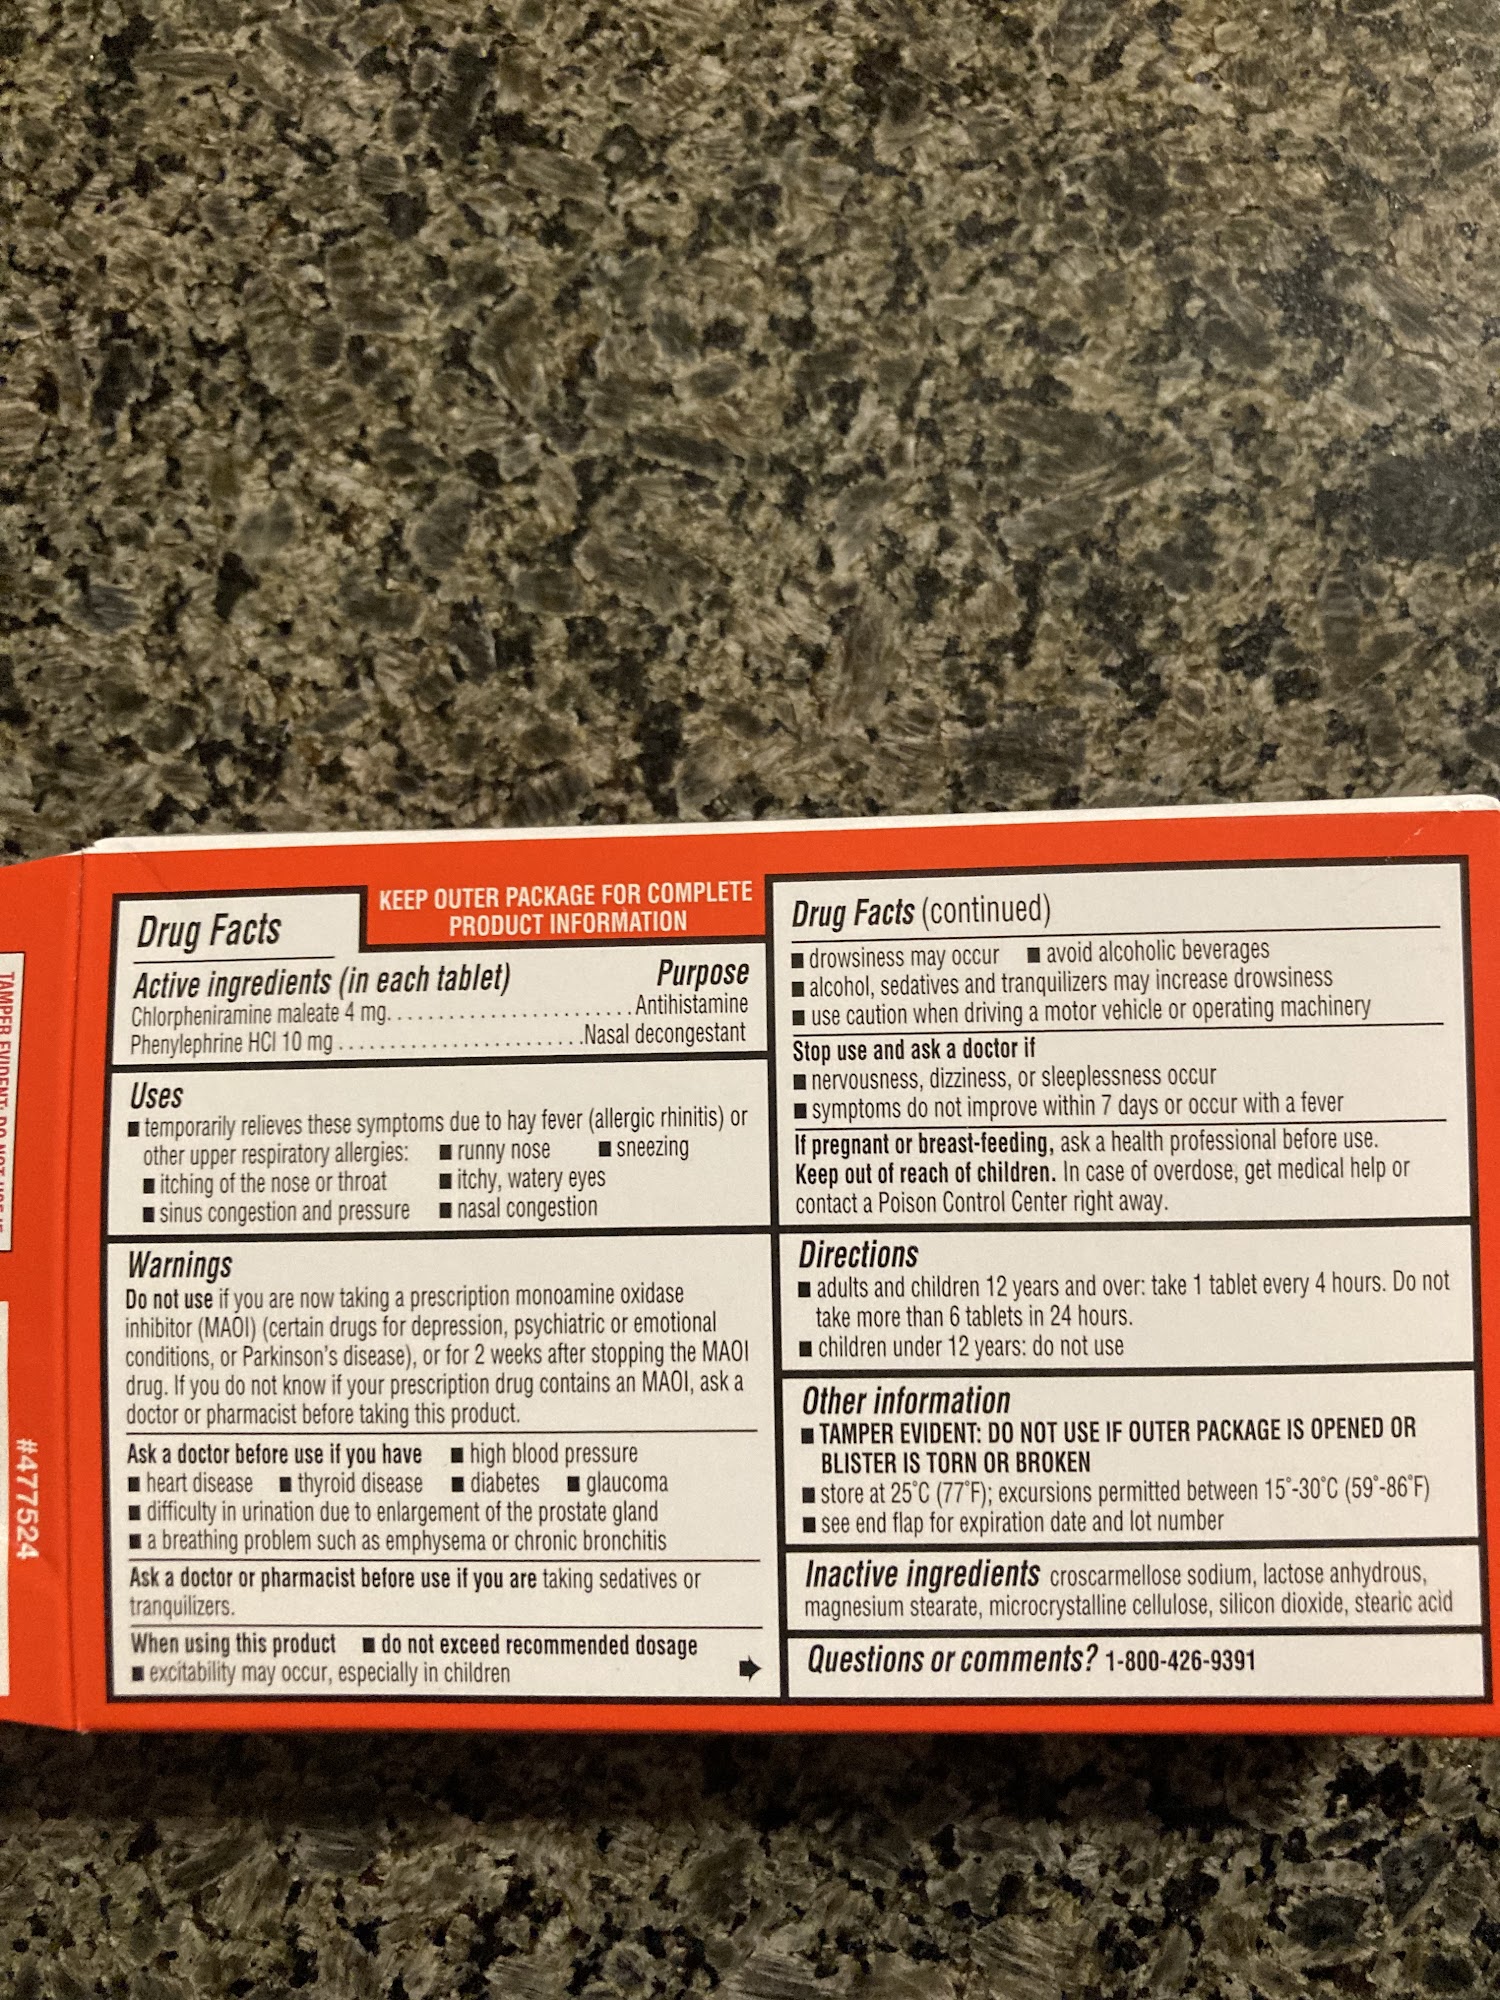 KEEP OUTER PACKAGE FOR COMPLETE
PRODUCT INFORMATION
Drug Facts
Active ingredients (in each tablet) Purpose
Chlorpheniramine maleate 4 mg. . . . . . . . . . . . . . . . . . . . . . . . Antihistamine
Phenylephrine HCl 10 mg . . . . . . . . . . . . . . . . . . . . . . . . .Nasal decongestant
Uses
■ temporarily relieves these symptoms due to hay fever (allergic rhinitis) or
other upper respiratory allergies: ■ runny nose ■ sneezing
■ itching of the nose or throat ■ itchy, watery eyes
■ sinus congestion and pressure ■ nasal congestion
Warnings
Do not use if you are now taking a prescription monoamine oxidase
inhibitor (MAOI) (certain drugs for depression, psychiatric or emotional
conditions, or Parkinson's disease), or for 2 weeks after stopping the MAOI
drug. If you do not know if your prescription drug contains an MAOI, ask a
doctor or pharmacist before taking this product.
Ask a doctor before use if you have ■ high blood pressure
■ heart disease ■ thyroid disease ■ diabetes ■ glaucoma
■ difficulty in urination due to enlargement of the prostate gland
■ a breathing problem such as emphysema or chronic bronchitis
Ask a doctor or pharmacist before use if you are taking sedatives or
tranquilizers.
When using this product ■ do not exceed recommended dosage
■ excitability may occur, especially in children
Drug Facts (continued)
■ drowsiness may occur ■ avoid alcoholic beverages
■ alcohol, sedatives and tranquilizers may increase drowsiness
■ use caution when driving a motor vehicle or operating machinery
Stop use and ask a doctor if
■ nervousness, dizziness, or sleeplessness occur
■ symptoms do not improve within 7 days or occur with a fever
If pregnant or breast-feeding, ask a health professional before use.
Keep out of reach of children. In case of overdose, get medical help or
contact a Poison Control Center right away.
Directions
■ adults and children 12 years and over: take 1 tablet every 4 hours. Do not
take more than 6 tablets in 24 hours.
■ children under 12 years: do not use
Other information
■ TAMPER EVIDENT: DO NOT USE IF OUTER PACKAGE IS OPENED OR
BLISTER IS TORN OR BROKEN
■ store at 25°C (77°F); excursions permitted between 15°-30°C (59°-86°F)
■ see end flap for expiration date and lot number
Inactive ingredients croscarmellose sodium, lactose anhydrous,
magnesium stearate, microcrystalline cellulose, silicon dioxide, stearic acid
Questions or comments? 1-800-426-9391
TAMPER EVIDENT: DO NOT USE IF
#477524